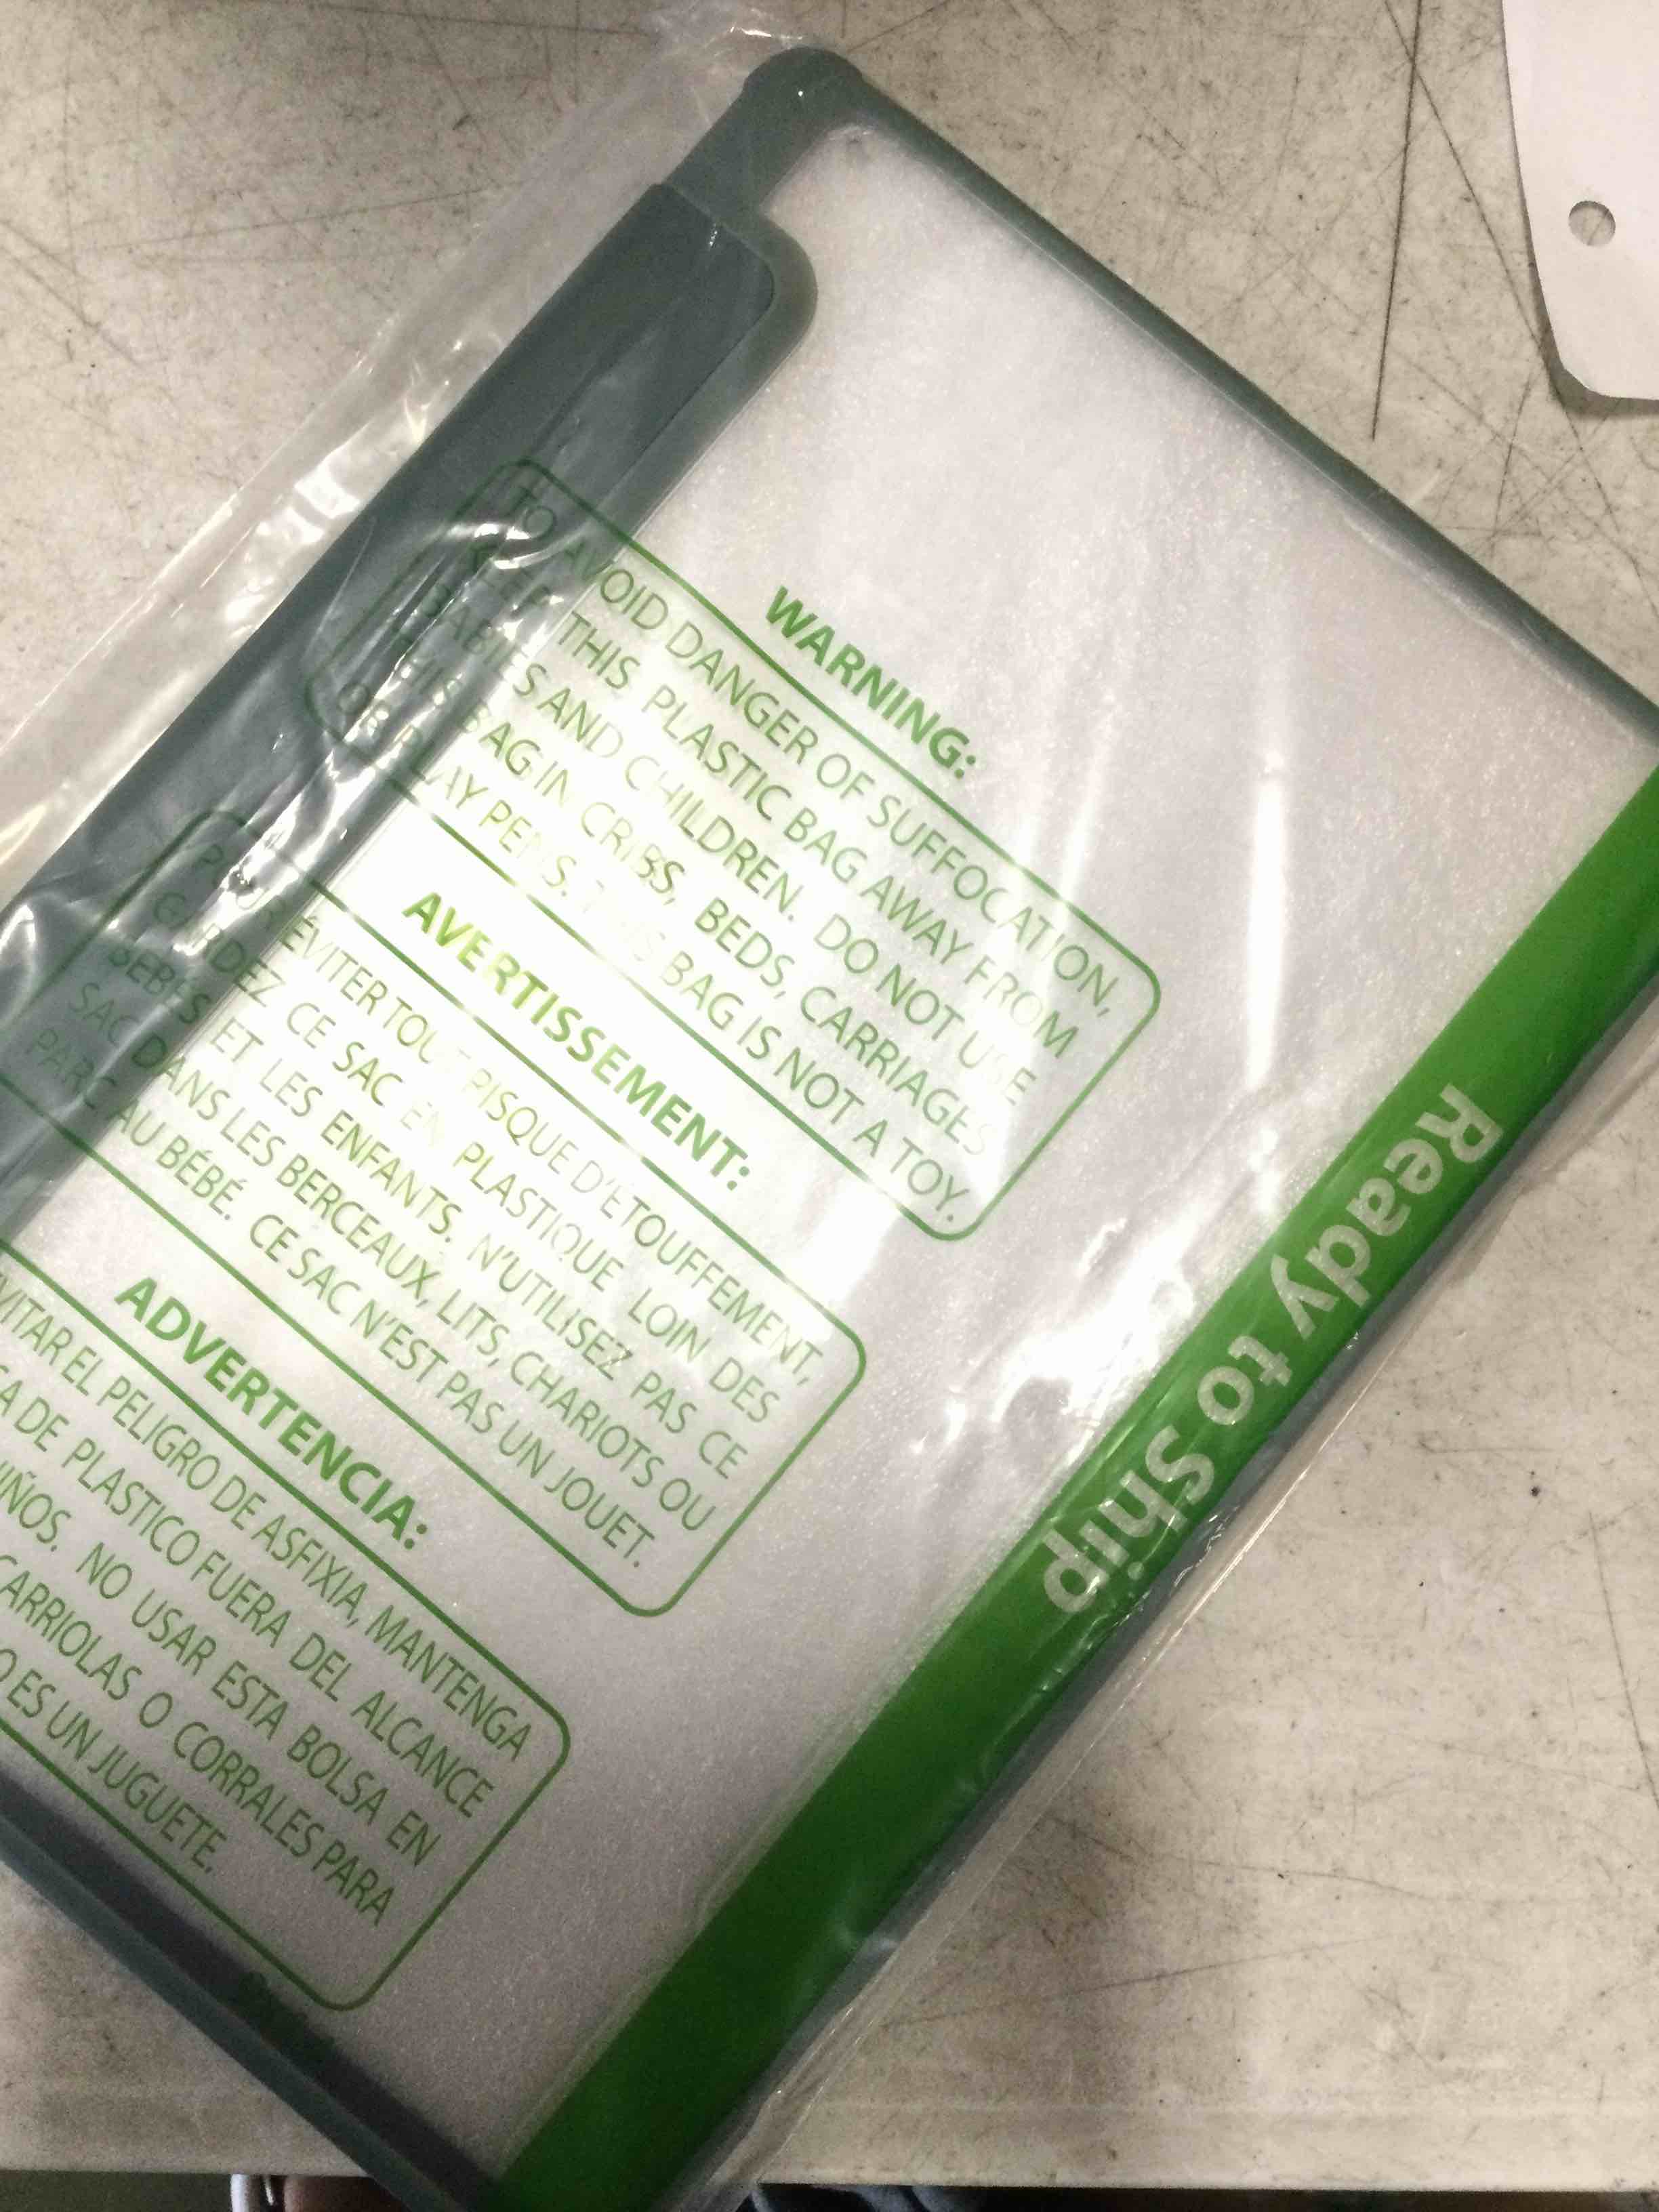 WARNING:
TO AVOID DANGER OF SUFFOCATION,
KEEP THIS PLASTIC BAG AWAY FROM
BABIES AND CHILDREN. DO NOT USE
THIS BAG IN CRIBS, BEDS, CARRIAGES
OR PLAY PENS. THIS BAG IS NOT A TOY.
AVERTISSEMENT:
POUR ÉVITER TOUT RISQUE D'ÉTOUFFEMENT,
GARDEZ CE SAC EN PLASTIQUE LOIN DES
BÉBÉS ET LES ENFANTS. N'UTILISEZ PAS CE
SAC DANS LES BERCEAUX, LITS, CHARIOTS OU
PARC AU BÉBÉ. CE SAC N'EST PAS UN JOUET.
ADVERTENCIA:
EL PELIGRO DE ASFIXIA, MANTENGA
DE PLASTICO FUERA DEL ALCANCE
NO USAR ESTA BOLSA EN
O CORRALES PARA
ES UN JUGUETE.
Ready to Ship